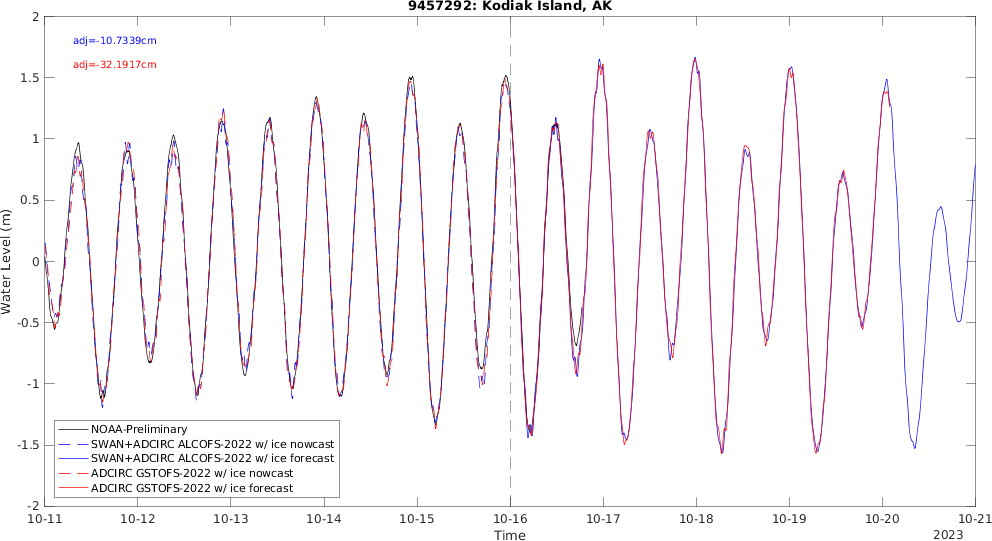 9457292: Kodiak Island, AK
adj=-10.7339cm
adj=-32.1917cm
Water Level (m)
2
1.5
1
0.5
0
-0.5
-1
-1.5
-2
NOAA-Preliminary
SWAN+ADCIRC ALCOFS-2022 w/ ice nowcast
SWAN+ADCIRC ALCOFS-2022 w/ ice forecast
ADCIRC GSTOFS-2022 w/ ice nowcast
ADCIRC GSTOFS-2022 w/ ice forecast
10-11 10-12 10-13 10-14 10-15 10-16 10-17 10-18 10-19 10-20 10-21
Time
2023